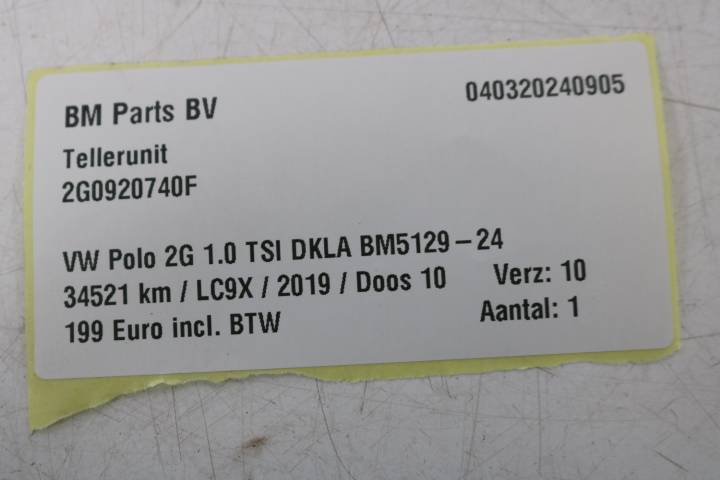 BM Parts BV 040320240905
Tellerunit
2G0920740F
VW Polo 2G 1.0 TSI DKLA BM5129-24
34521 km / LC9X / 2019 / Doos 10 Verz: 10
199 Euro incl. BTW Aantal: 1